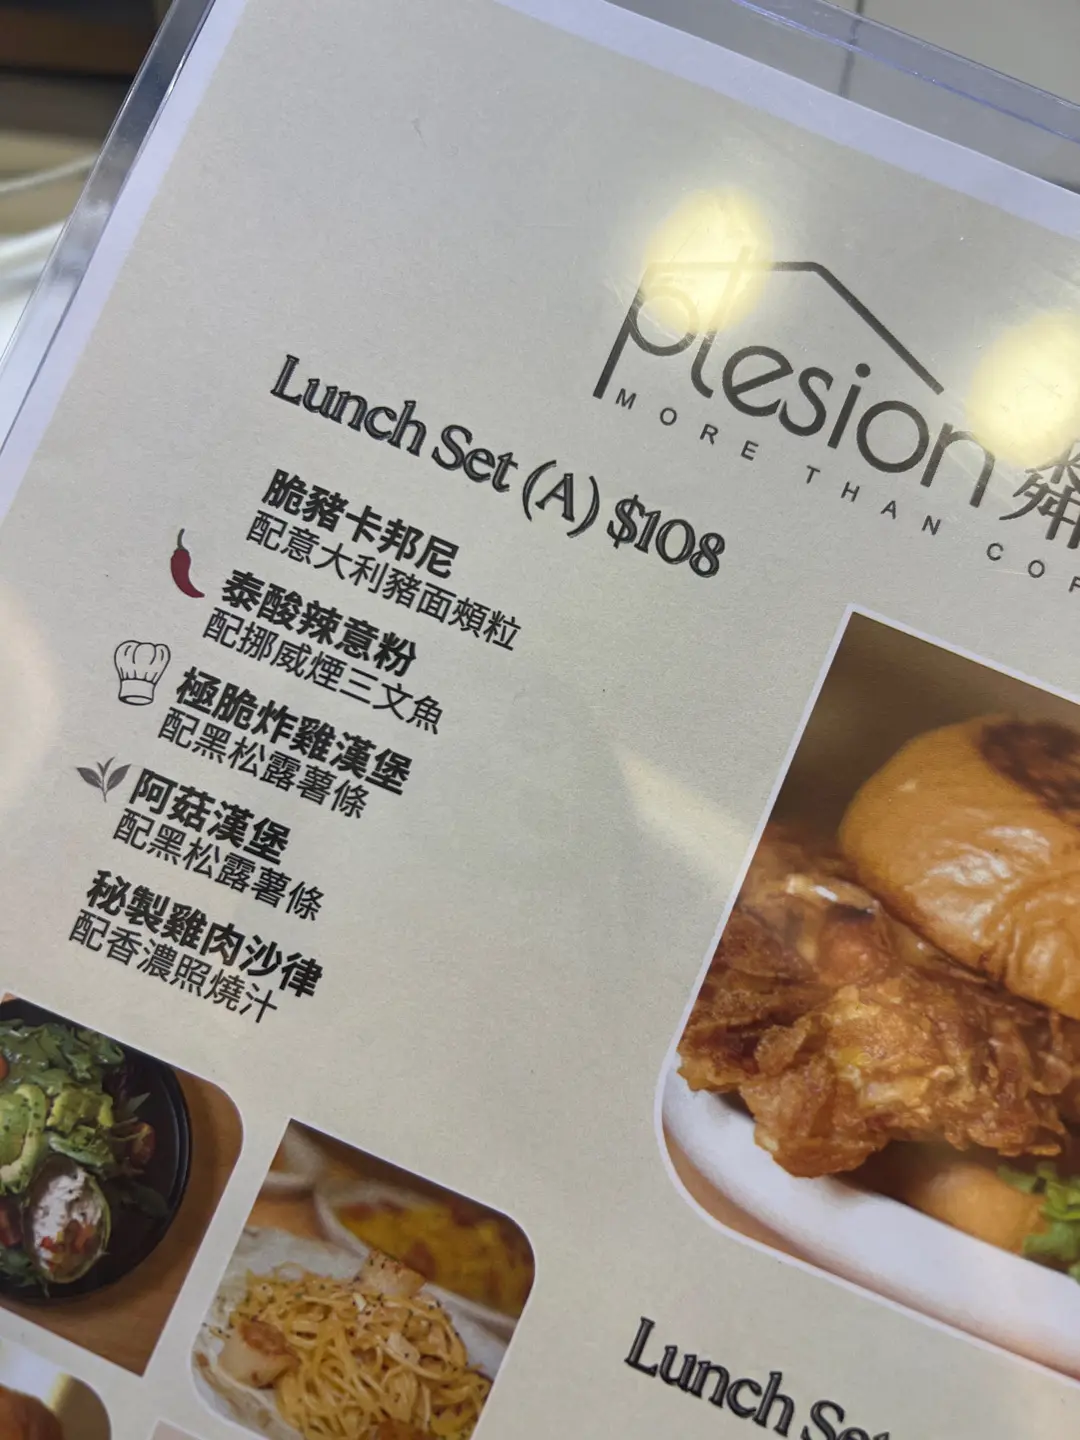 plesion
MORE THAN
Lunch Set (A) $108
脆豬卡邦尼
配意大利豬面頰粒
泰酸辣意粉
配挪威煙三文魚
極脆炸雞漢堡
配黑松露薯條
阿菇漢堡
配黑松露薯條
秘製雞肉沙律
配香濃照燒汁
Lunch Set